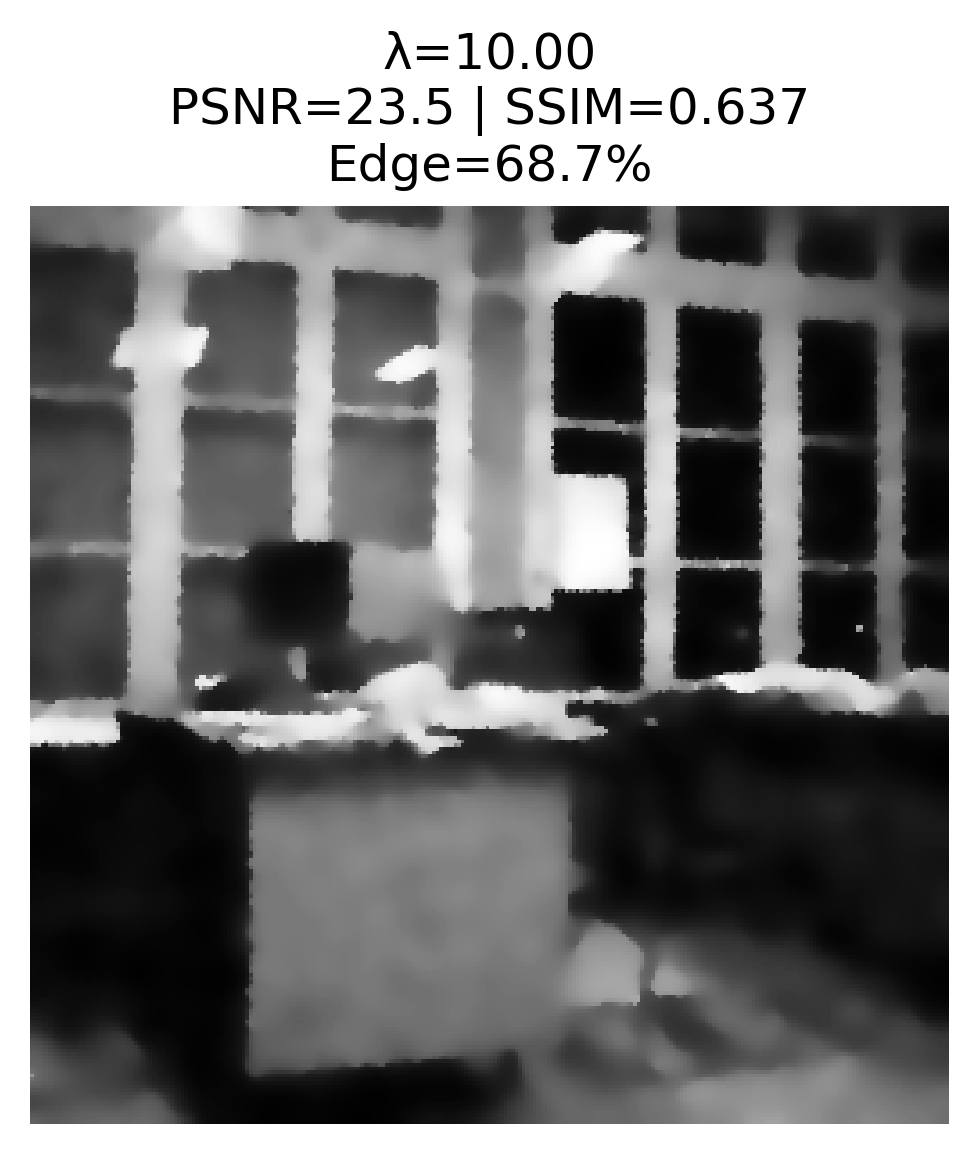 λ=10.00
PSNR=23.5 | SSIM=0.637
Edge=68.7%